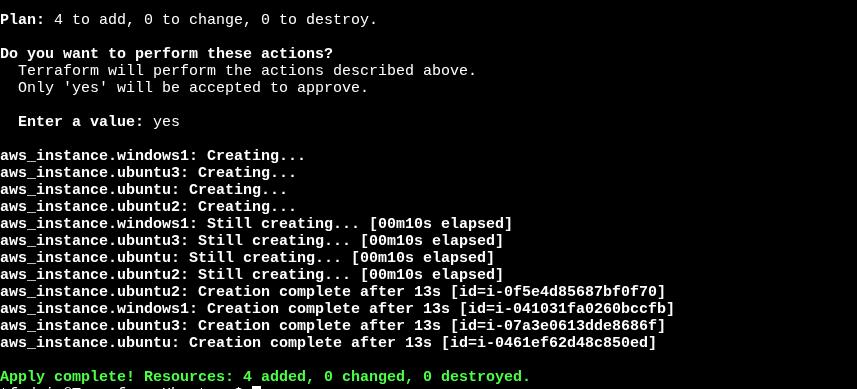 Plan: 4 to add, 0 to change, 0 to destroy.
Do you want to perform these actions?
Terraform will perform the actions described above.
Only 'yes' will be accepted to approve.
Enter a value: yes
aws_instance.windows1: Creating...
aws_instance.ubuntu3: Creating...
aws_instance.ubuntu: Creating...
aws_instance.ubuntu2: Creating...
aws_instance.windows1: Still creating... [00m10s elapsed]
aws_instance.ubuntu3: Still creating... [00m10s elapsed]
aws_instance.ubuntu: Still creating... [00m10s elapsed]
aws_instance.ubuntu2: Still creating... [00m10s elapsed]
aws_instance.ubuntu2: Creation complete after 13s [id=i-0f5e4d85687bf0f70]
aws_instance.windows1: Creation complete after 13s [id=i-041031fa0260bccfb]
aws_instance.ubuntu3: Creation complete after 13s [id=i-07a3e0613dde8686f]
aws_instance.ubuntu: Creation complete after 13s [id=i-0461ef62d48c850ed]
Apply complete! Resources: 4 added, 0 changed, 0 destroyed.